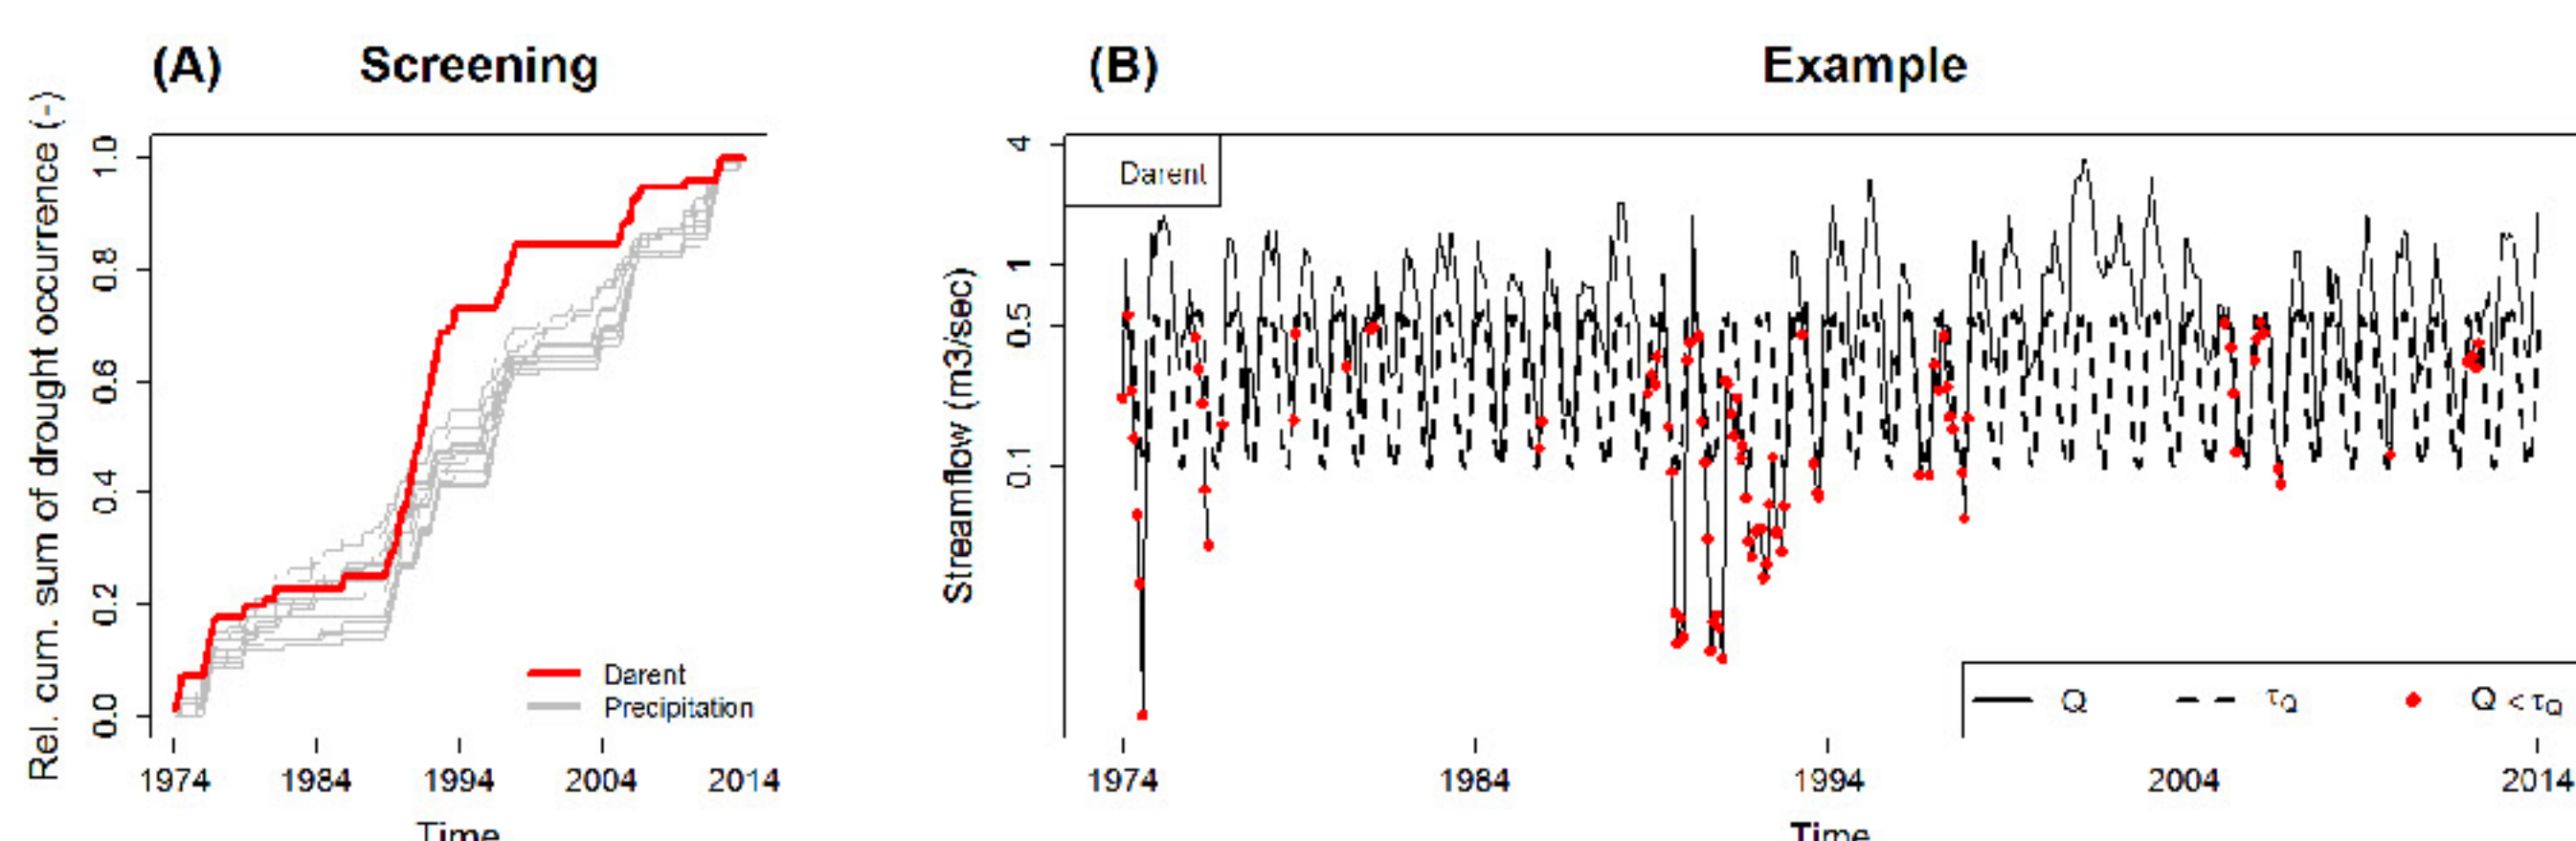 (A) Screening
Rel. cum. sum of drought occurrence (-)
1.0
0.8
0.6
0.4
0.2
0.0
Darent
Precipitation
1974 1984 1994 2004 2014
Time
(B) Example
Streamflow (m3/sec)
4
1
0.5
0.1
Darent
Q τQ Q < τQ
1974 1984 1994 2004 2014
Time